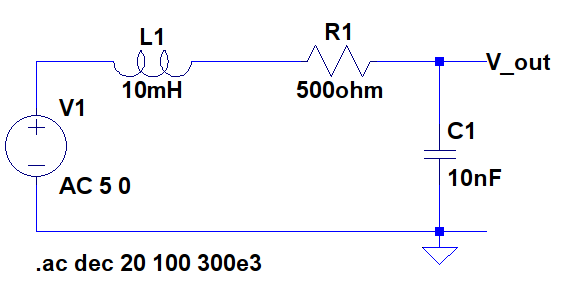 L1
10mH
R1
500ohm
V_out
V1
AC 5 0
C1
10nF
.ac dec 20 100 300e3